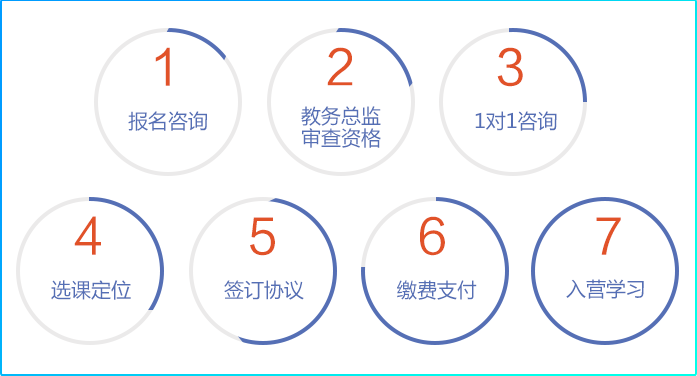 1
报名咨询
2
教务总监
审查资格
3
1对1咨询
4
选课定位
5
签订协议
6
缴费支付
7
入营学习